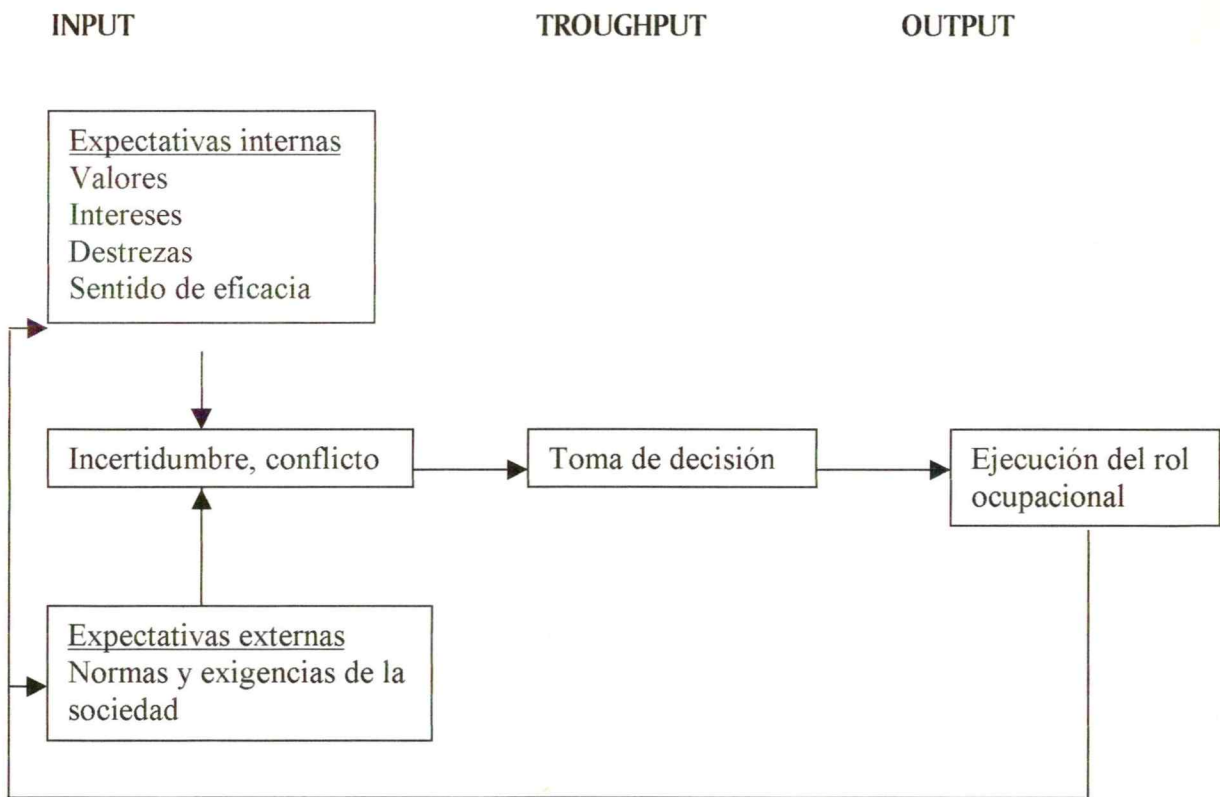 INPUT TROUGHPUT OUTPUT
Expectativas internas
Valores
Intereses
Destrezas
Sentido de eficacia
Incertidumbre, conflicto
Toma de decisión
Ejecución del rol
ocupacional
Expectativas externas
Normas y exigencias de la
sociedad